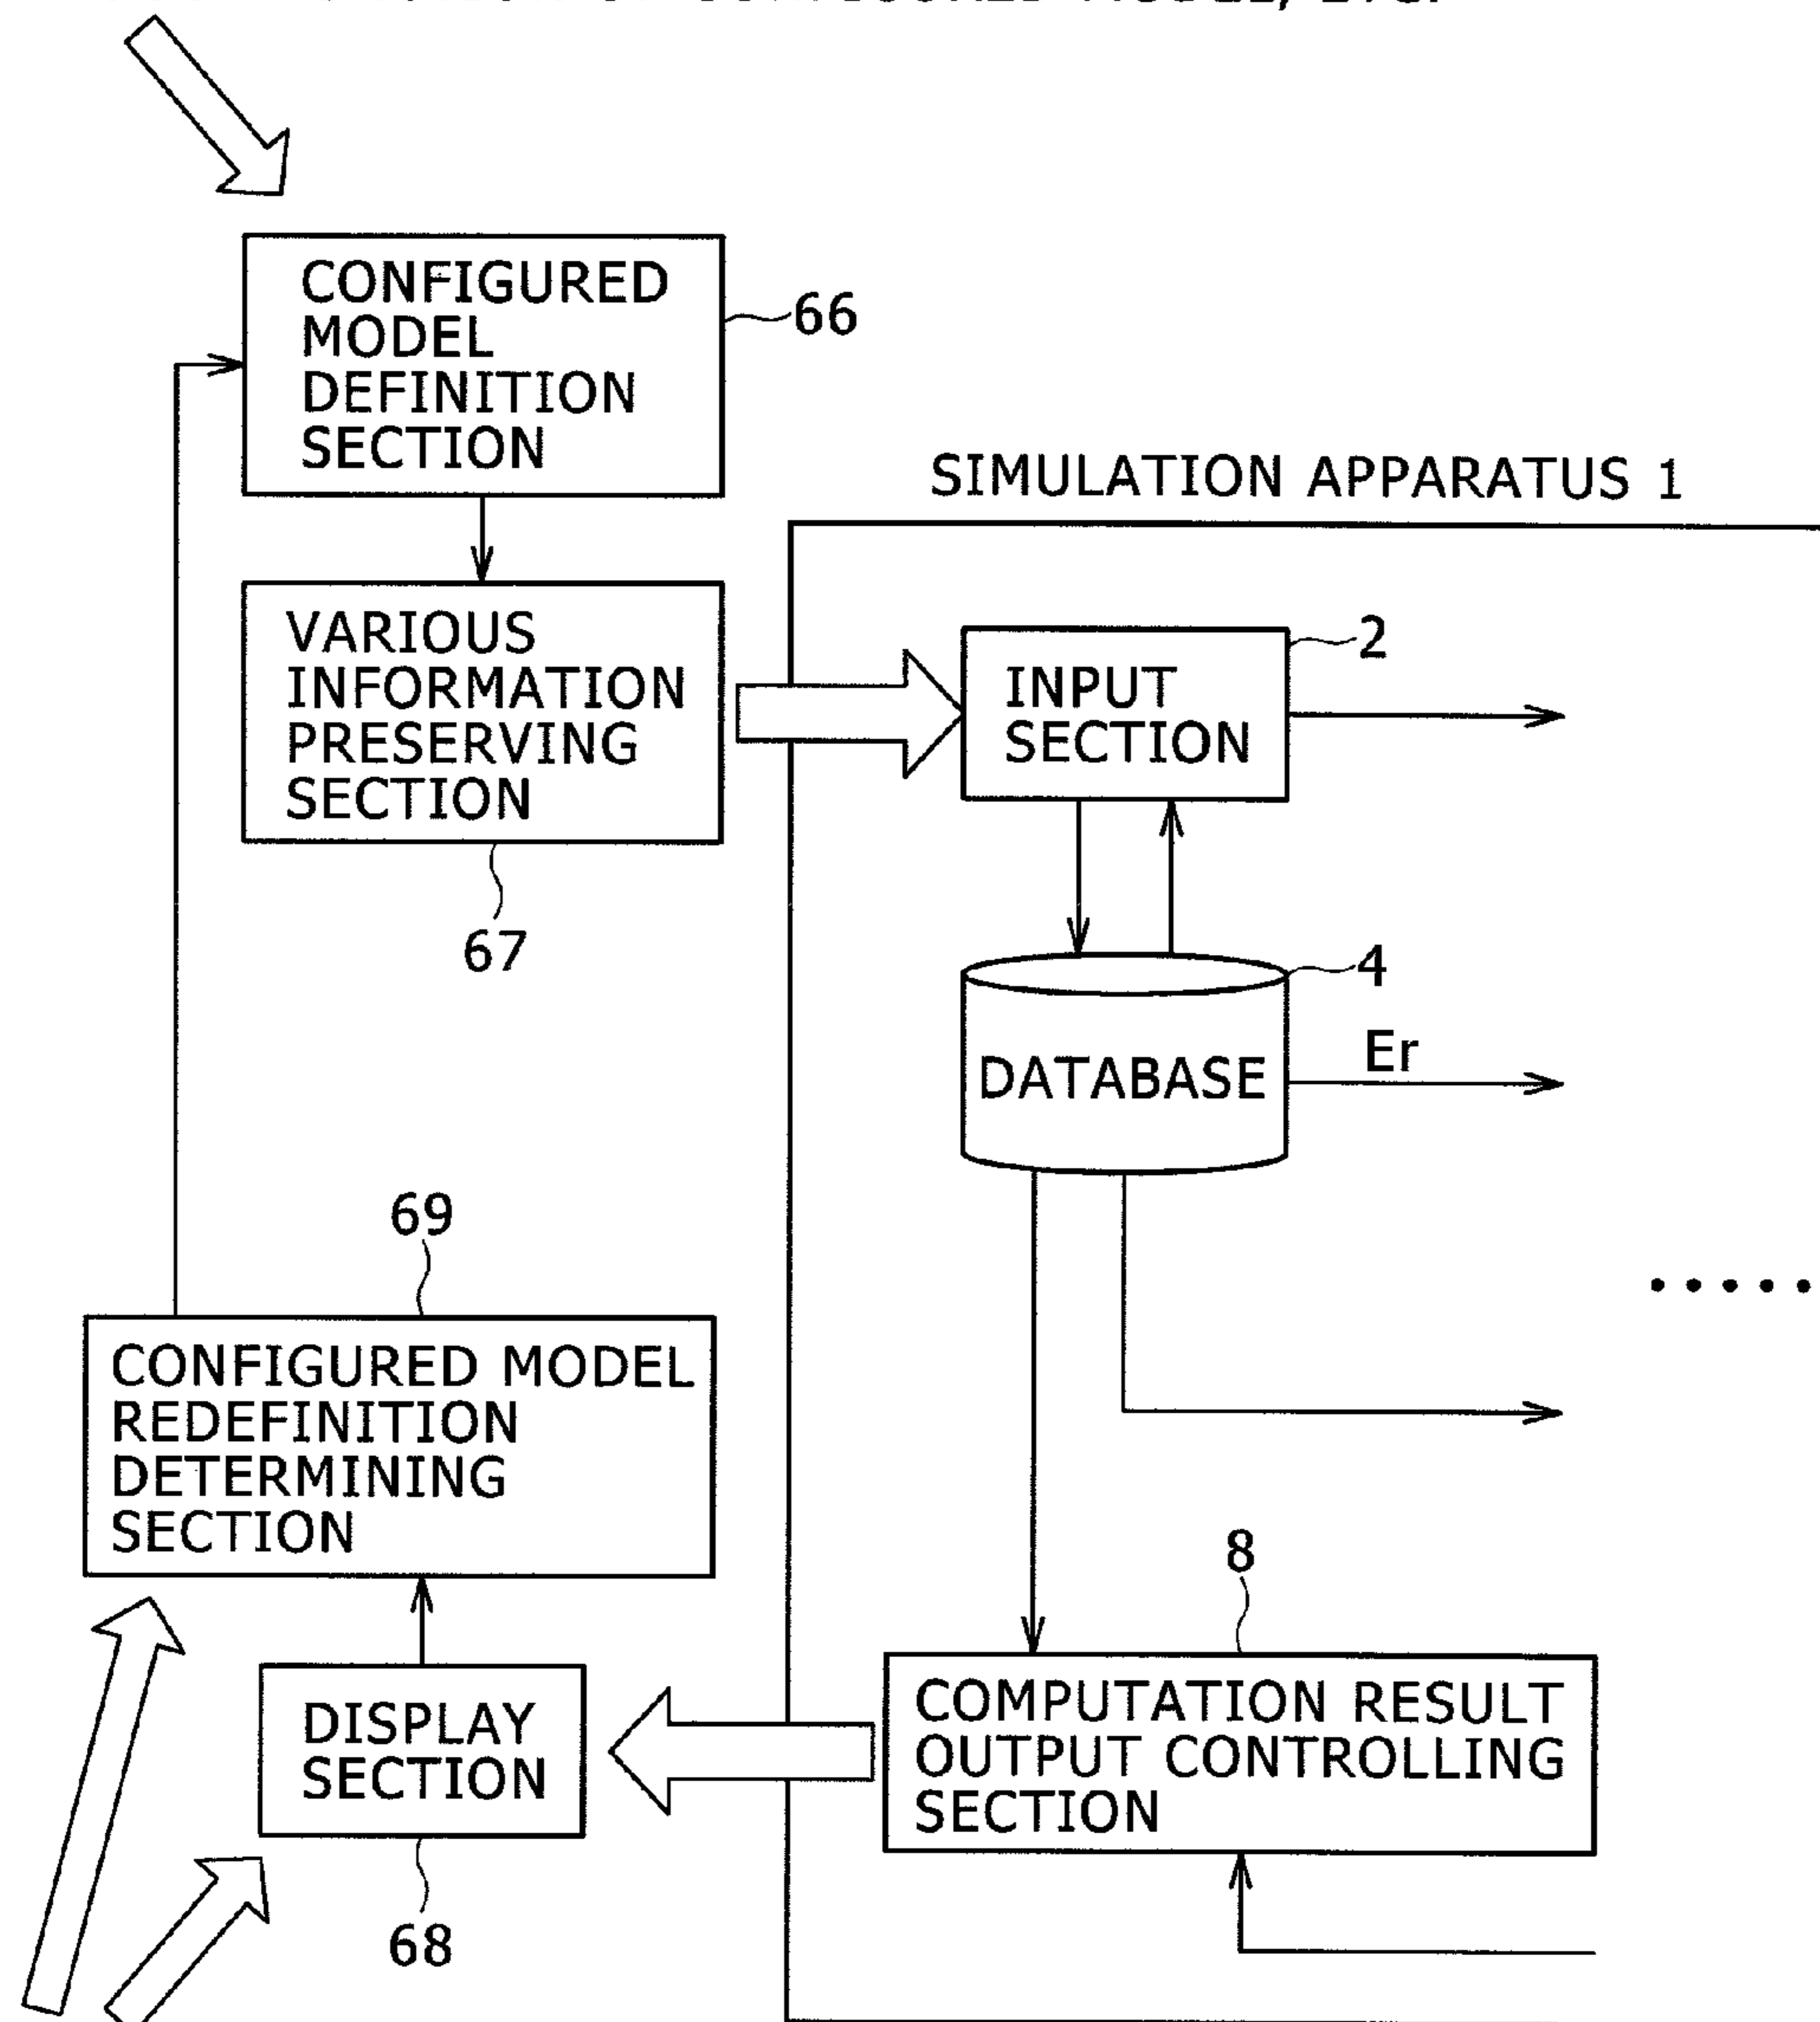 CONFIGURED
MODEL
DEFINITION
SECTION
66
SIMULATION APPARATUS 1
VARIOUS
INFORMATION
PRESERVING
SECTION
67
INPUT
SECTION
2
4
DATABASE
Er
69
CONFIGURED MODEL
REDEFINITION
DETERMINING
SECTION
.....
8
DISPLAY
SECTION
68
COMPUTATION RESULT
OUTPUT CONTROLLING
SECTION